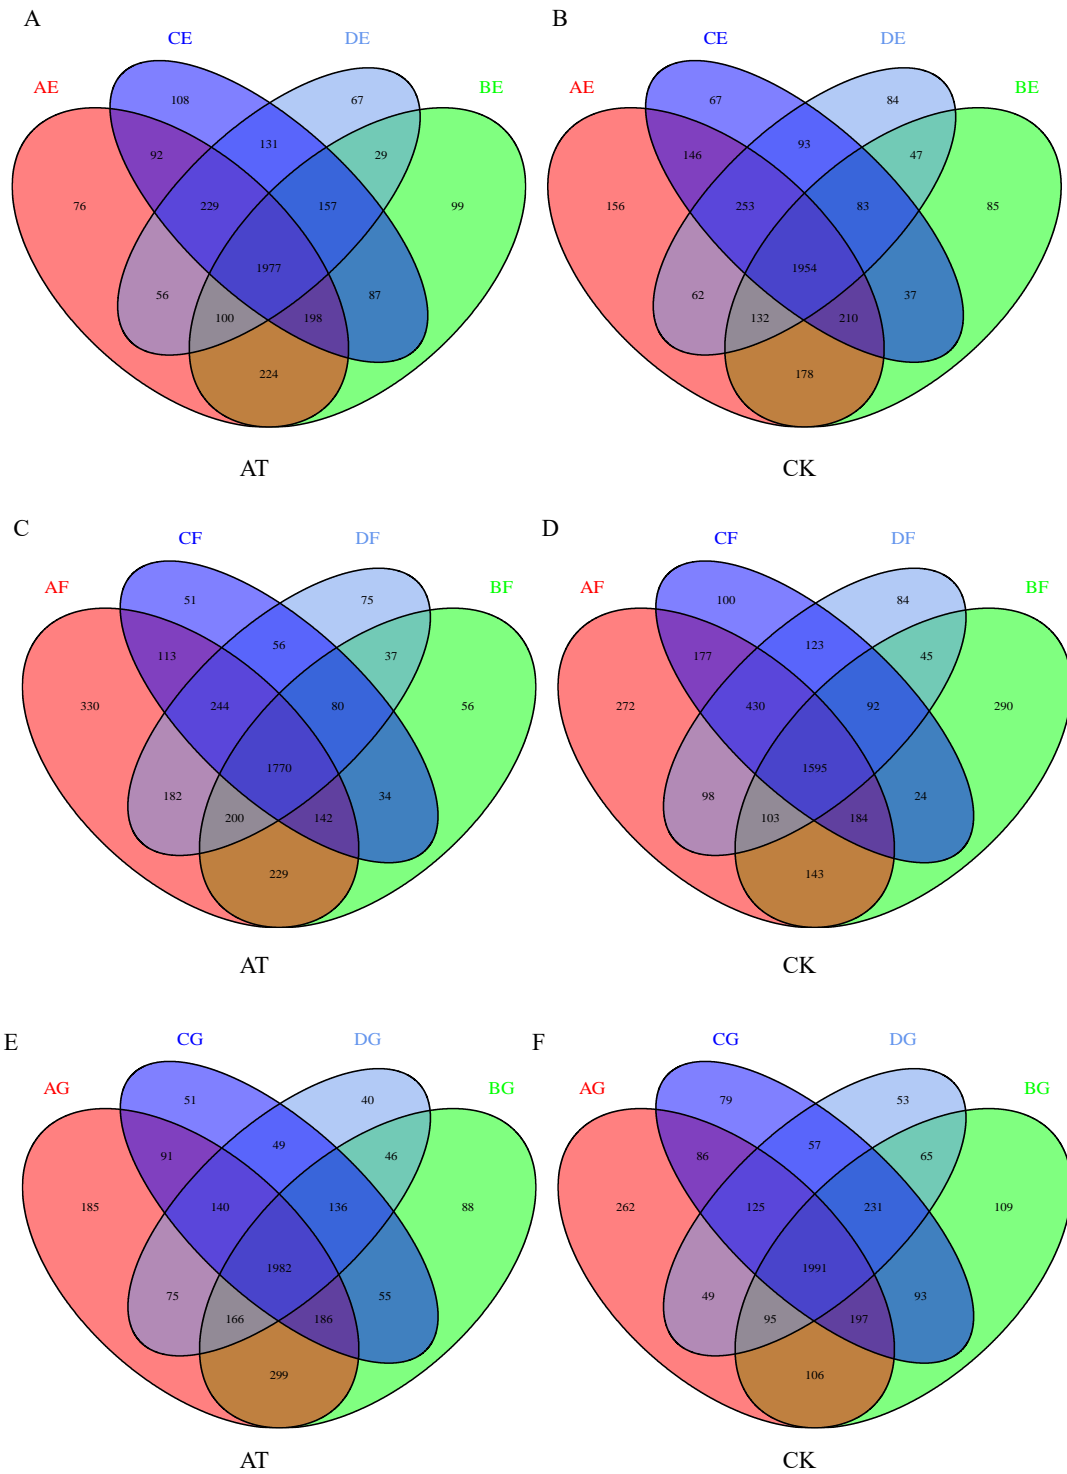 A B
CE DE CE DE
AE BE AE BE
108 67 67 84
131 93
92 29 146 47
76 229 157 99 156 253 83 85
1977 1954
56 87 62 37
100 198 132 210
224 178
AT CK
C D
CF DF CF DF
AF BF AF BF
51 75 100 84
56 123
113 37 177 45
330 244 80 56 272 430 92 290
1770 1595
182 34 98 24
200 142 103 184
229 143
AT CK
CG DG CG DG
E F
AG BG AG BG
51 40 79 53
49 57
91 46 86 65
185 140 136 88 262 125 231 109
1982 1991
75 55 49 93
166 186 95 197
299 106
AT CK